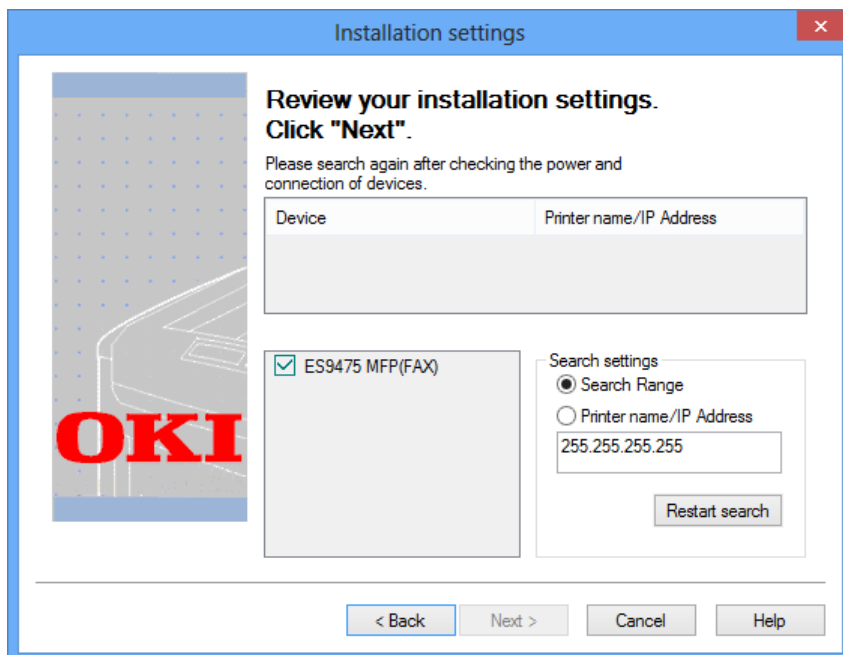 Installation settings
Review your installation settings.
Click "Next".
Please search again after checking the power and
connection of devices.
Device Printer name/IP Address
ES9475 MFP(FAX)
Search settings
Search Range
Printer name/IP Address
255.255.255.255
Restart search
OKI
< Back Next > Cancel Help